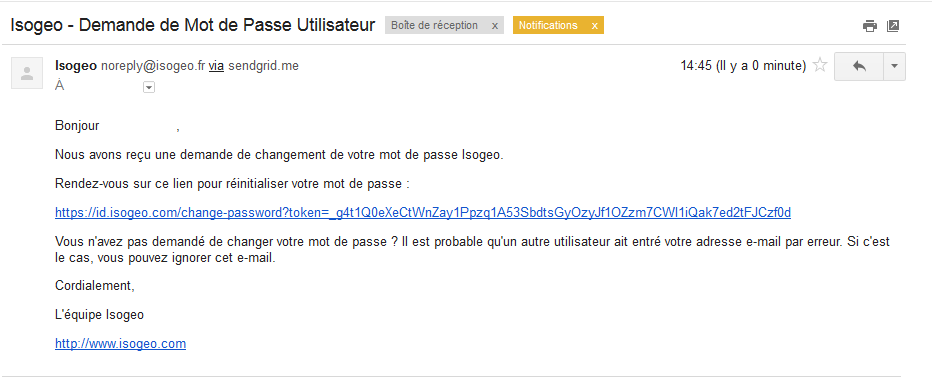 Isogeo - Demande de Mot de Passe Utilisateur Boîte de réception x Notifications x
Isogeo noreply@isogeo.fr via sendgrid.me 14:45 (Il y a 0 minute)
À
Bonjour ,
Nous avons reçu une demande de changement de votre mot de passe Isogeo.
Rendez-vous sur ce lien pour réinitialiser votre mot de passe :
https://id.isogeo.com/change-password?token=_g4t1Q0eXeCtWnZay1Ppzq1A53SbdtsGyOzyJf1OZzm7CWl1iQak7ed2tFJCzf0d
Vous n'avez pas demandé de changer votre mot de passe ? Il est probable qu'un autre utilisateur ait entré votre adresse e-mail par erreur. Si c'est
le cas, vous pouvez ignorer cet e-mail.
Cordialement,
L'équipe Isogeo
http://www.isogeo.com